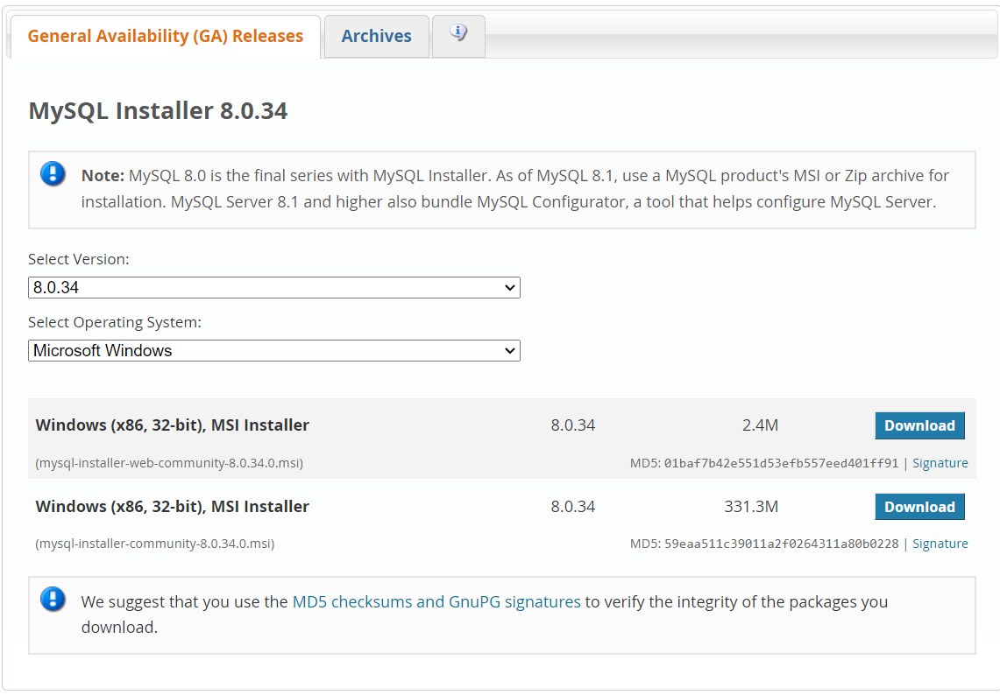 General Availability (GA) Releases
Archives
MySQL Installer 8.0.34
Note: MySQL 8.0 is the final series with MySQL Installer. As of MySQL 8.1, use a MySQL product's MSI or Zip archive for
installation. MySQL Server 8.1 and higher also bundle MySQL Configurator, a tool that helps configure MySQL Server.
Select Version:
8.0.34
Select Operating System:
Microsoft Windows
Windows (x86, 32-bit), MSI Installer 8.0.34 2.4M Download
(mysql-installer-web-community-8.0.34.0.msi) MD5: 01baf7b42e551d53efb557eed401ff91 | Signature
Windows (x86, 32-bit), MSI Installer 8.0.34 331.3M Download
(mysql-installer-community-8.0.34.0.msi) MD5: 59eaa511c39011a2f0264311a80b0228 | Signature
We suggest that you use the MD5 checksums and GnuPG signatures to verify the integrity of the packages you
download.